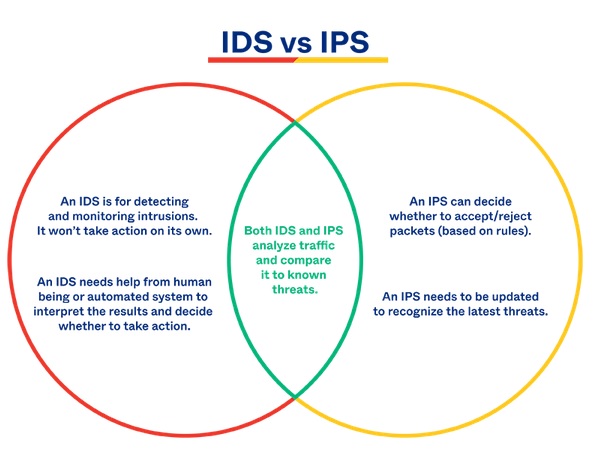 IDS vs IPS
An IDS is for detecting
and monitoring intrusions.
It won't take action on its own.
An IDS needs help from human
being or automated system to
interpret the results and decide
whether to take action.
Both IDS and IPS
analyze traffic
and compare
it to known
threats.
An IPS can decide
whether to accept/reject
packets (based on rules).
An IPS needs to be updated
to recognize the latest threats.